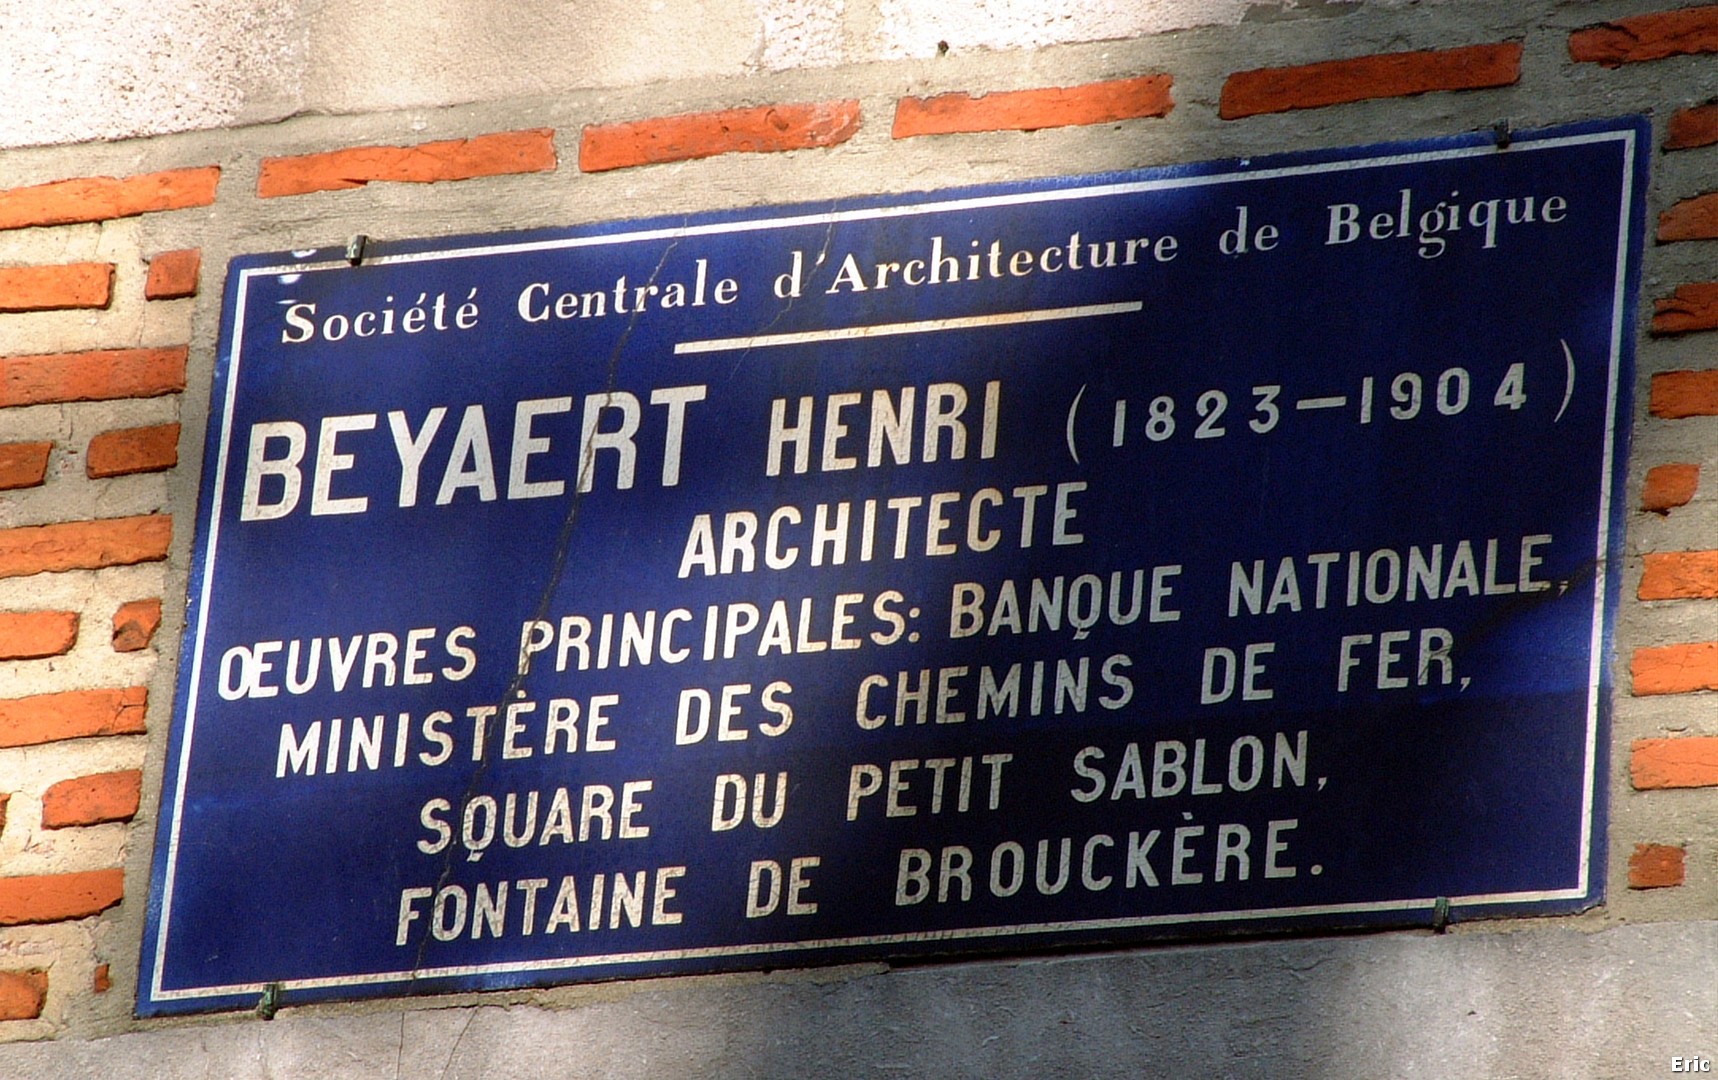 Société Centrale d'Architecture de Belgique
BEYAERT HENRI (1823-1904)
ARCHITECTE
ŒUVRES PRINCIPALES: BANQUE NATIONALE,
MINISTÈRE DES CHEMINS DE FER,
SQUARE DU PETIT SABLON,
FONTAINE DE BROUCKÈRE.
Eric